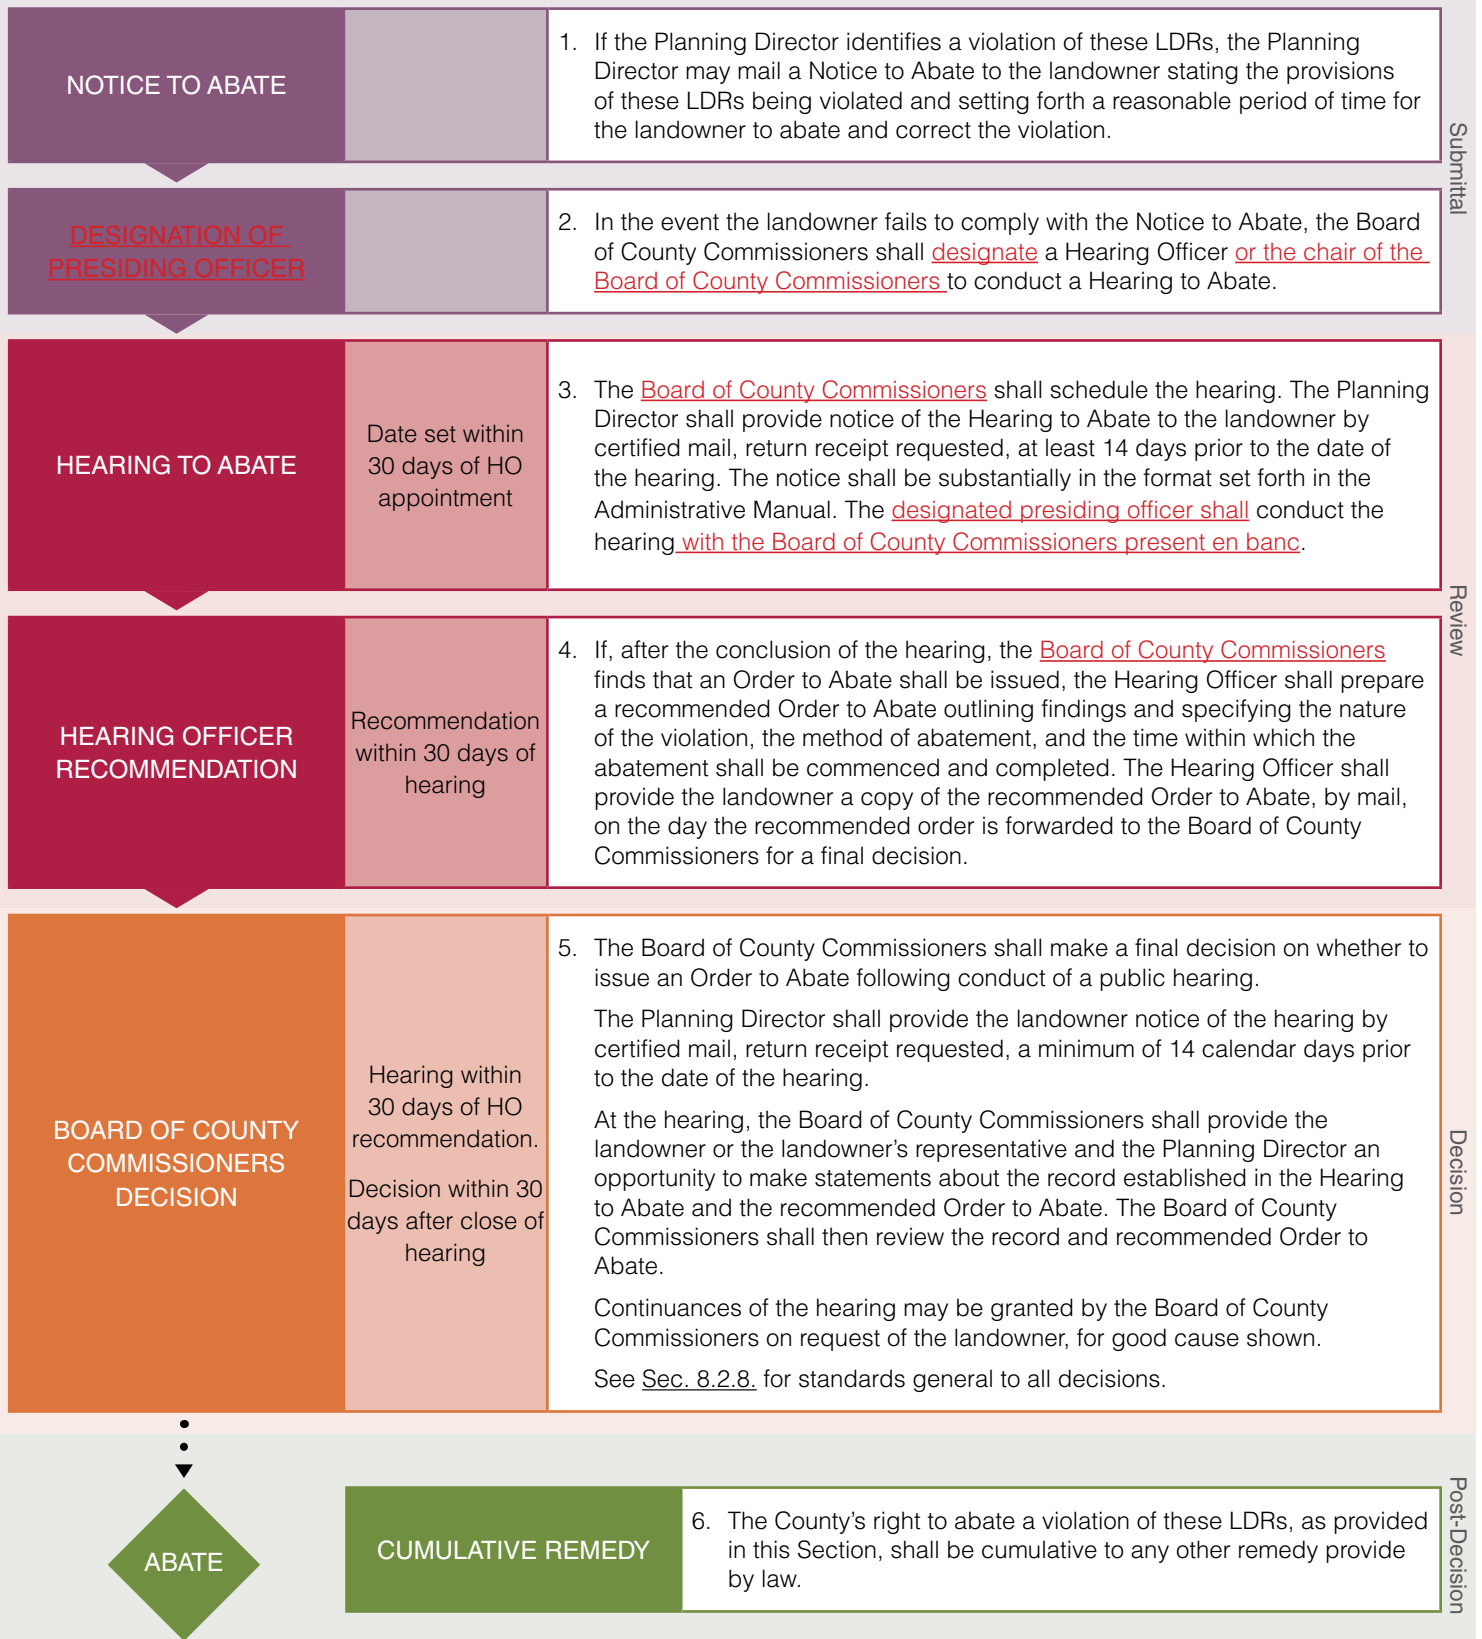 NOTICE TO ABATE
1. If the Planning Director identifies a violation of these LDRs, the Planning
Director may mail a Notice to Abate to the landowner stating the provisions
of these LDRs being violated and setting forth a reasonable period of time for
the landowner to abate and correct the violation.
Submittal
DESIGNATION OF
PRESIDING OFFICER
2. In the event the landowner fails to comply with the Notice to Abate, the Board
of County Commissioners shall designate a Hearing Officer or the chair of the
Board of County Commissioners to conduct a Hearing to Abate.
HEARING TO ABATE
Date set within
30 days of HO
appointment
3. The Board of County Commissioners shall schedule the hearing. The Planning
Director shall provide notice of the Hearing to Abate to the landowner by
certified mail, return receipt requested, at least 14 days prior to the date of
the hearing. The notice shall be substantially in the format set forth in the
Administrative Manual. The designated presiding officer shall conduct the
hearing with the Board of County Commissioners present en banc.
Review
HEARING OFFICER
RECOMMENDATION
Recommendation
within 30 days of
hearing
4. If, after the conclusion of the hearing, the Board of County Commissioners
finds that an Order to Abate shall be issued, the Hearing Officer shall prepare
a recommended Order to Abate outlining findings and specifying the nature
of the violation, the method of abatement, and the time within which the
abatement shall be commenced and completed. The Hearing Officer shall
provide the landowner a copy of the recommended Order to Abate, by mail,
on the day the recommended order is forwarded to the Board of County
Commissioners for a final decision.
BOARD OF COUNTY
COMMISSIONERS
DECISION
Hearing within
30 days of HO
recommendation.
Decision within 30
days after close of
hearing
5. The Board of County Commissioners shall make a final decision on whether to
issue an Order to Abate following conduct of a public hearing.
The Planning Director shall provide the landowner notice of the hearing by
certified mail, return receipt requested, a minimum of 14 calendar days prior
to the date of the hearing.
At the hearing, the Board of County Commissioners shall provide the
landowner or the landowner's representative and the Planning Director an
opportunity to make statements about the record established in the Hearing
to Abate and the recommended Order to Abate. The Board of County
Commissioners shall then review the record and recommended Order to
Abate.
Continuances of the hearing may be granted by the Board of County
Commissioners on request of the landowner, for good cause shown.
See Sec. 8.2.8. for standards general to all decisions.
Decision
ABATE
CUMULATIVE REMEDY
6. The County's right to abate a violation of these LDRs, as provided
in this Section, shall be cumulative to any other remedy provide
by law.
Post-Decision